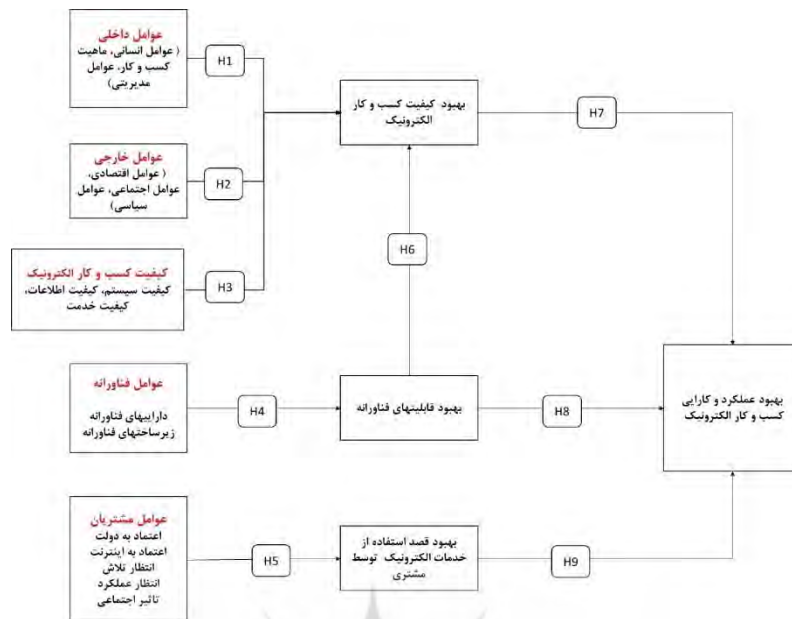 عوامل داخلی
( عوامل انسانی، ماهیت
کسب و کار، عوامل
مدیریتی)
H1
عوامل خارجی
( عوامل اقتصادی،
عوامل اجتماعی، عوامل
سیاسی)
H2
کیفیت کسب و کار الکترونیک
کیفیت سیستم، کیفیت اطلاعات،
کیفیت خدمت
H3
بهبود کیفیت کسب و کار
الکترونیک
H7
H6
عوامل فناورانه
داراییهای فناورانه
زیرساختهای فناورانه
H4
بهبود قابلیتهای فناورانه
H8
بهبود عملکرد و کارایی
کسب و کار الکترونیک
عوامل مشتریان
اعتماد به دولت
اعتماد به اینترنت
انتظار تلاش
انتظار عملکرد
تاثیر اجتماعی
H5
بهبود قصد استفاده از
خدمات الکترونیک توسط
مشتری
H9